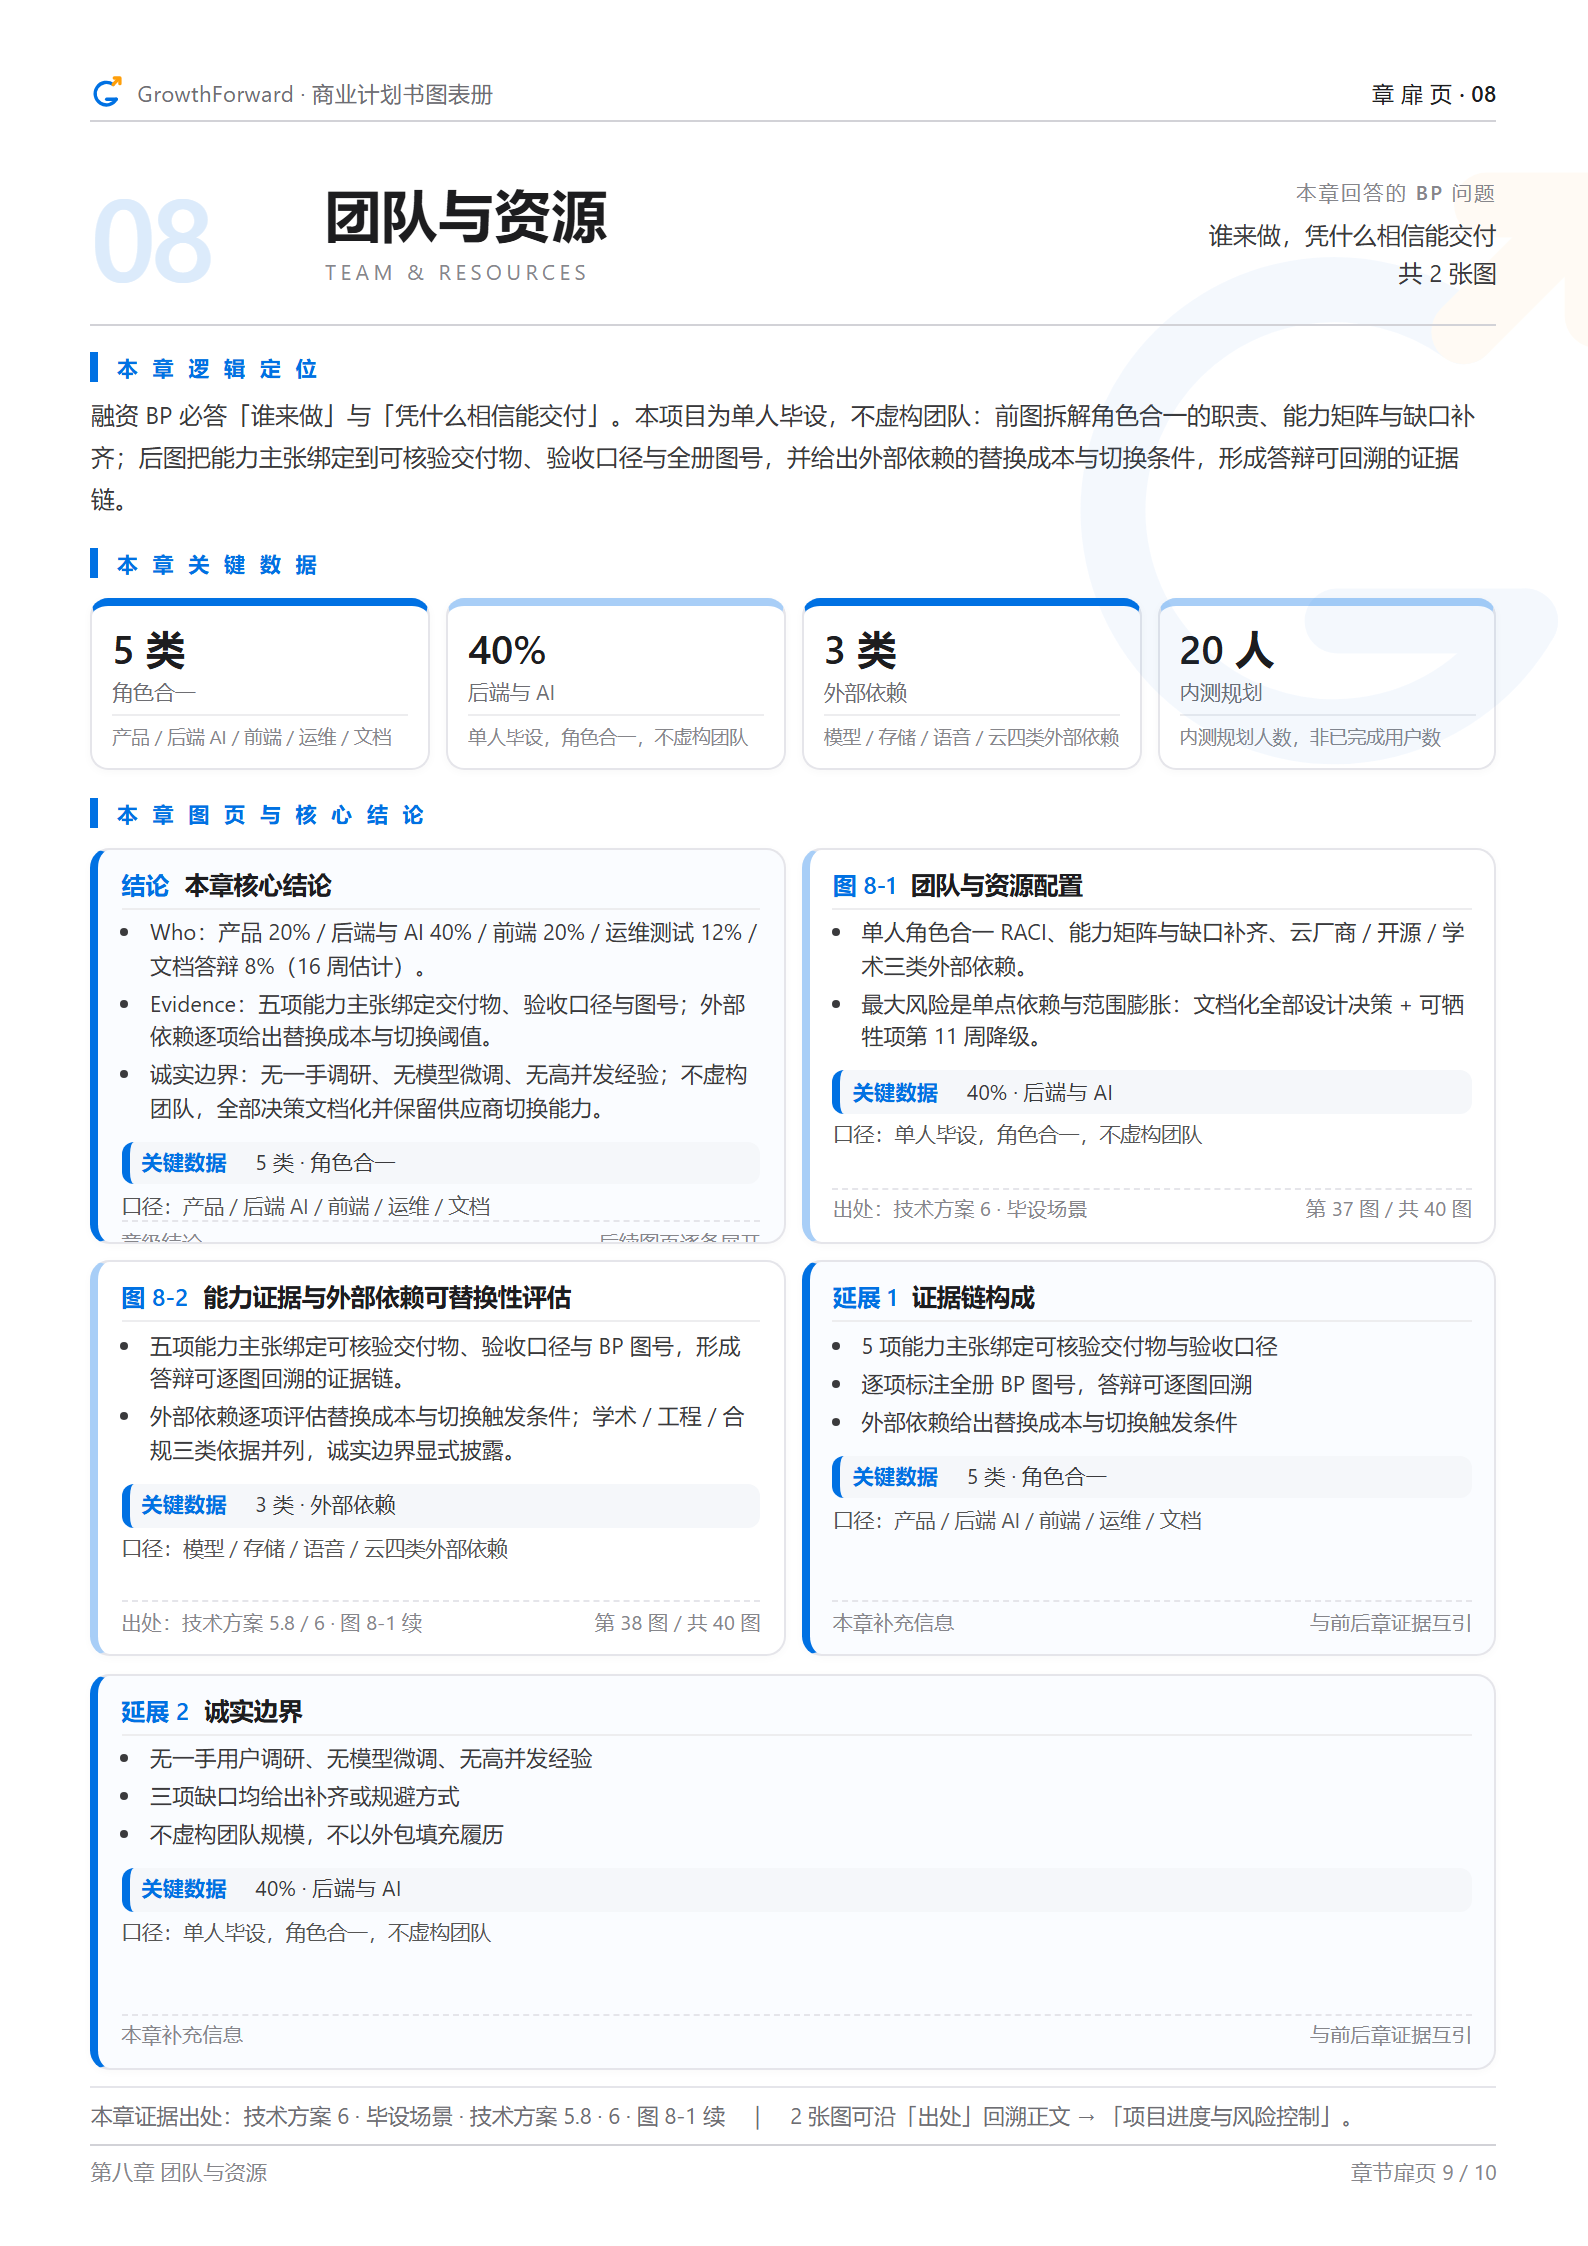 GrowthForward · 商业计划书图表册
章 扉 页 · 08
08
团队与资源
TEAM & RESOURCES
本章回答的 BP 问题
谁来做，凭什么相信能交付
共 2 张图
本章逻辑定位
融资 BP 必答「谁来做」与「凭什么相信能交付」。本项目为单人毕设，不虚构团队：前图拆解角色合一的职责、能力矩阵与缺口补
齐；后图把能力主张绑定到可核验交付物、验收口径与全册图号，并给出外部依赖的替换成本与切换条件，形成答辩可回溯的证据
链。
本章关键数据
5 类
角色合一
产品 / 后端 AI / 前端 / 运维 / 文档
40%
后端与 AI
单人毕设，角色合一，不虚构团队
3 类
外部依赖
模型 / 存储 / 语音 / 云四类外部依赖
20 人
内测规划
内测规划人数，非已完成用户数
本章图页与核心结论
结论 本章核心结论
• Who：产品 20% / 后端与 AI 40% / 前端 20% / 运维测试 12% /
文档答辩 8%（16 周估计）。
• Evidence：五项能力主张绑定交付物、验收口径与图号；外部
依赖逐项给出替换成本与切换阈值。
• 诚实边界：无一手调研、无模型微调、无高并发经验；不虚构
团队，全部决策文档化并保留供应商切换能力。
关键数据 5 类 · 角色合一
口径：产品 / 后端 AI / 前端 / 运维 / 文档
章级结论 后续图页逐条展开
图 8-1 团队与资源配置
• 单人角色合一 RACI、能力矩阵与缺口补齐、云厂商 / 开源 / 学
术三类外部依赖。
• 最大风险是单点依赖与范围膨胀：文档化全部设计决策 + 可牺
牲项第 11 周降级。
关键数据 40% · 后端与 AI
口径：单人毕设，角色合一，不虚构团队
出处：技术方案 6 · 毕设场景 第 37 图 / 共 40 图
图 8-2 能力证据与外部依赖可替换性评估
• 五项能力主张绑定可核验交付物、验收口径与 BP 图号，形成
答辩可逐图回溯的证据链。
• 外部依赖逐项评估替换成本与切换触发条件；学术 / 工程 / 合
规三类依据并列，诚实边界显式披露。
关键数据 3 类 · 外部依赖
口径：模型 / 存储 / 语音 / 云四类外部依赖
出处：技术方案 5.8 / 6 · 图 8-1 续 第 38 图 / 共 40 图
延展 1 证据链构成
• 5 项能力主张绑定可核验交付物与验收口径
• 逐项标注全册 BP 图号，答辩可逐图回溯
• 外部依赖给出替换成本与切换触发条件
关键数据 5 类 · 角色合一
口径：产品 / 后端 AI / 前端 / 运维 / 文档
本章补充信息 与前后章证据互引
延展 2 诚实边界
• 无一手用户调研、无模型微调、无高并发经验
• 三项缺口均给出补齐或规避方式
• 不虚构团队规模，不以外包填充履历
关键数据 40% · 后端与 AI
口径：单人毕设，角色合一，不虚构团队
本章补充信息 与前后章证据互引
本章证据出处：技术方案 6 · 毕设场景 · 技术方案 5.8 · 6 · 图 8-1 续 | 2 张图可沿「出处」回溯正文 → 「项目进度与风险控制」。
第八章 团队与资源
章节扉页 9 / 10